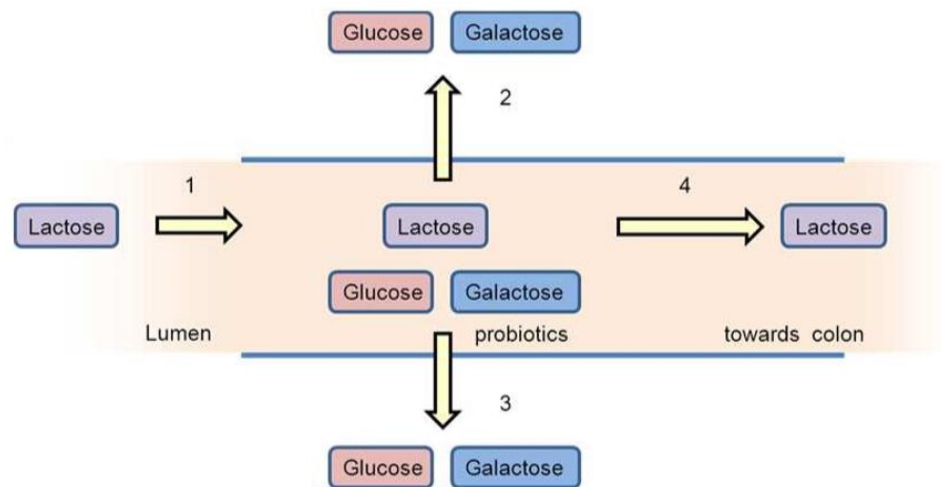 Glucose Galactose
2
1
4
Lactose
Lactose
Lactose
Glucose Galactose
Lumen
probiotics
towards colon
3
Glucose Galactose